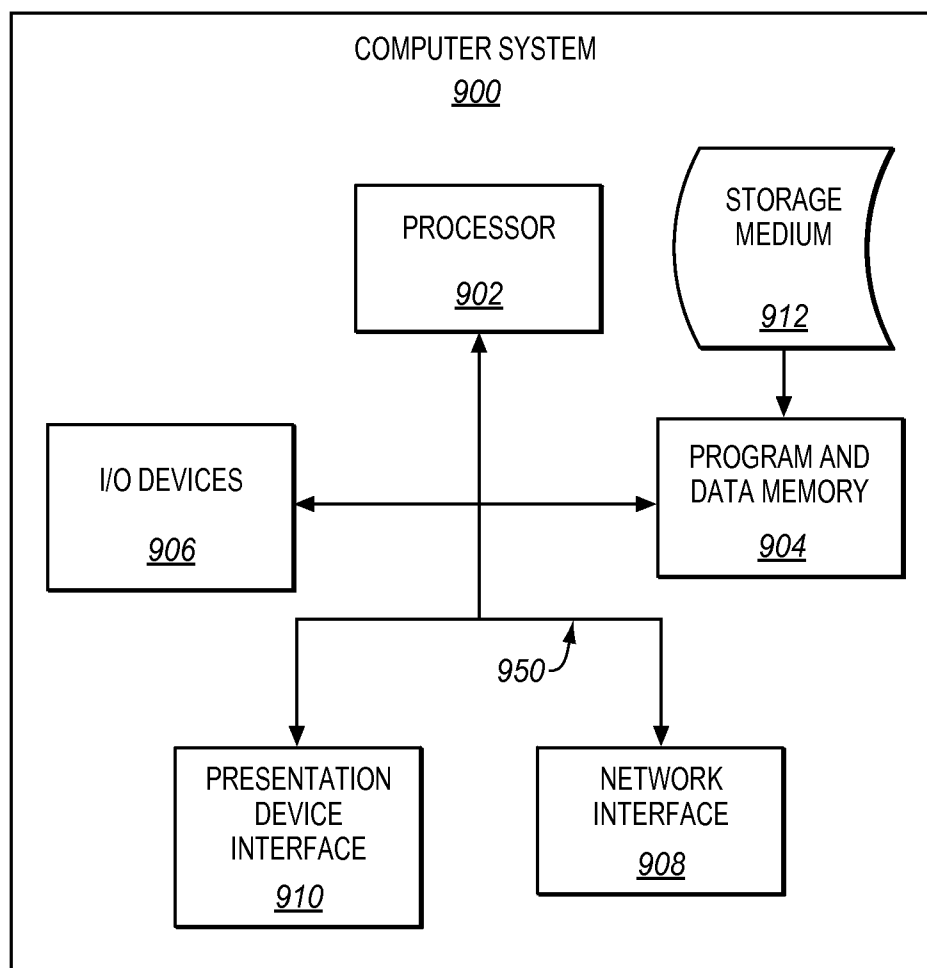 COMPUTER SYSTEM
900
PROCESSOR
902
STORAGE
MEDIUM
912
I/O DEVICES
906
PROGRAM AND
DATA MEMORY
904
950
PRESENTATION
DEVICE
INTERFACE
910
NETWORK
INTERFACE
908